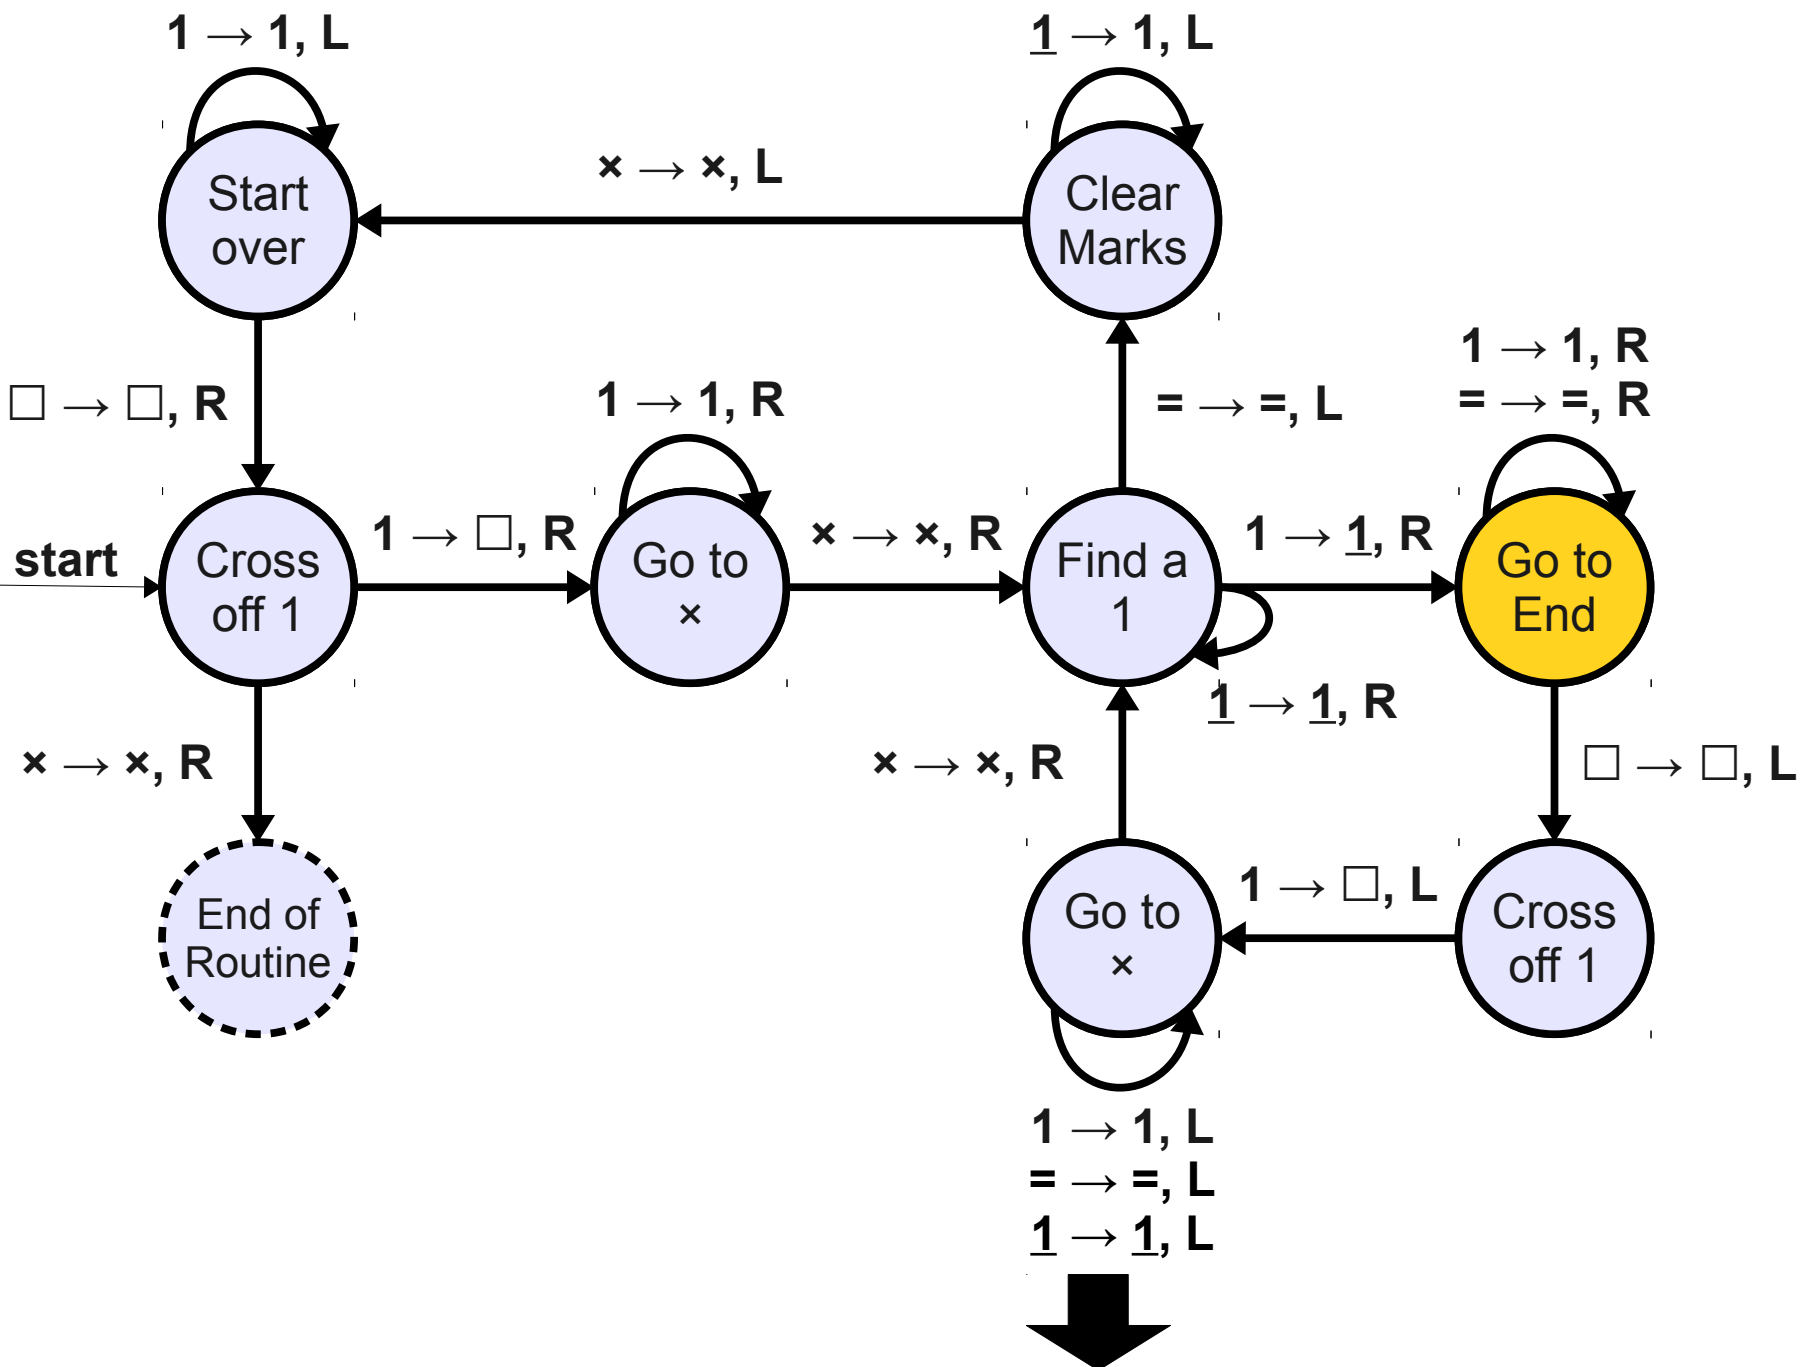 1 → 1, L
1 → 1, L
Start
over
× → ×, L
Clear
Marks
□ → □, R
1 → 1, R
= → =, L
1 → 1, R
= → =, R
start
Cross
off 1
1 → □, R
Go to
×
× → ×, R
Find a
1
1 → 1, R
Go to
End
1 → 1, R
× → ×, R
× → ×, R
□ → □, L
End of
Routine
Go to
×
1 → □, L
Cross
off 1
1 → 1, L
= → =, L
1 → 1, L